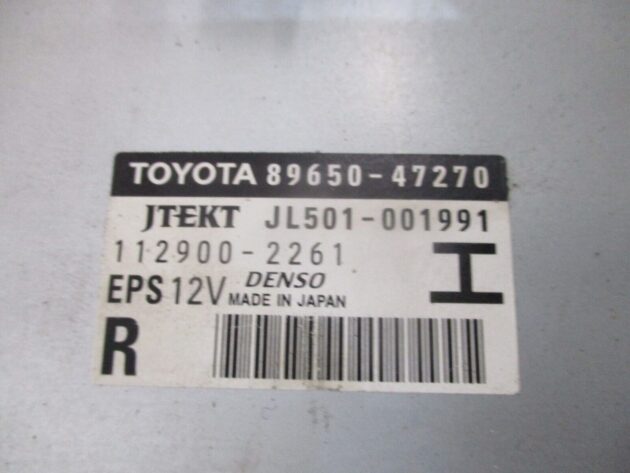 TOYOTA 89650-47270
JTEKT JL501-001991
112900-2261
EPS 12V DENSO
MADE IN JAPAN
I
R